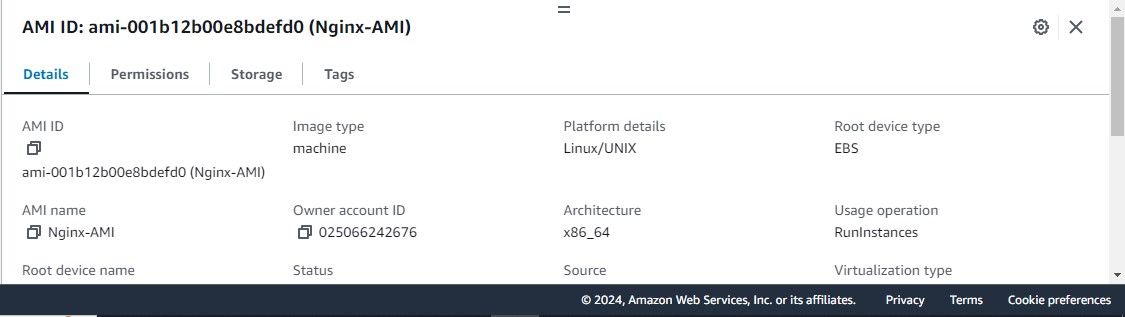 AMI ID: ami-001b12b00e8bdefd0 (Nginx-AMI)
Details Permissions Storage Tags
AMI ID Image type Platform details Root device type
machine Linux/UNIX EBS
ami-001b12b00e8bdefd0 (Nginx-AMI)
AMI name Owner account ID Architecture Usage operation
Nginx-AMI 025066242676 x86_64 RunInstances
Root device name Status Source Virtualization type
© 2024, Amazon Web Services, Inc. or its affiliates. Privacy Terms Cookie preferences